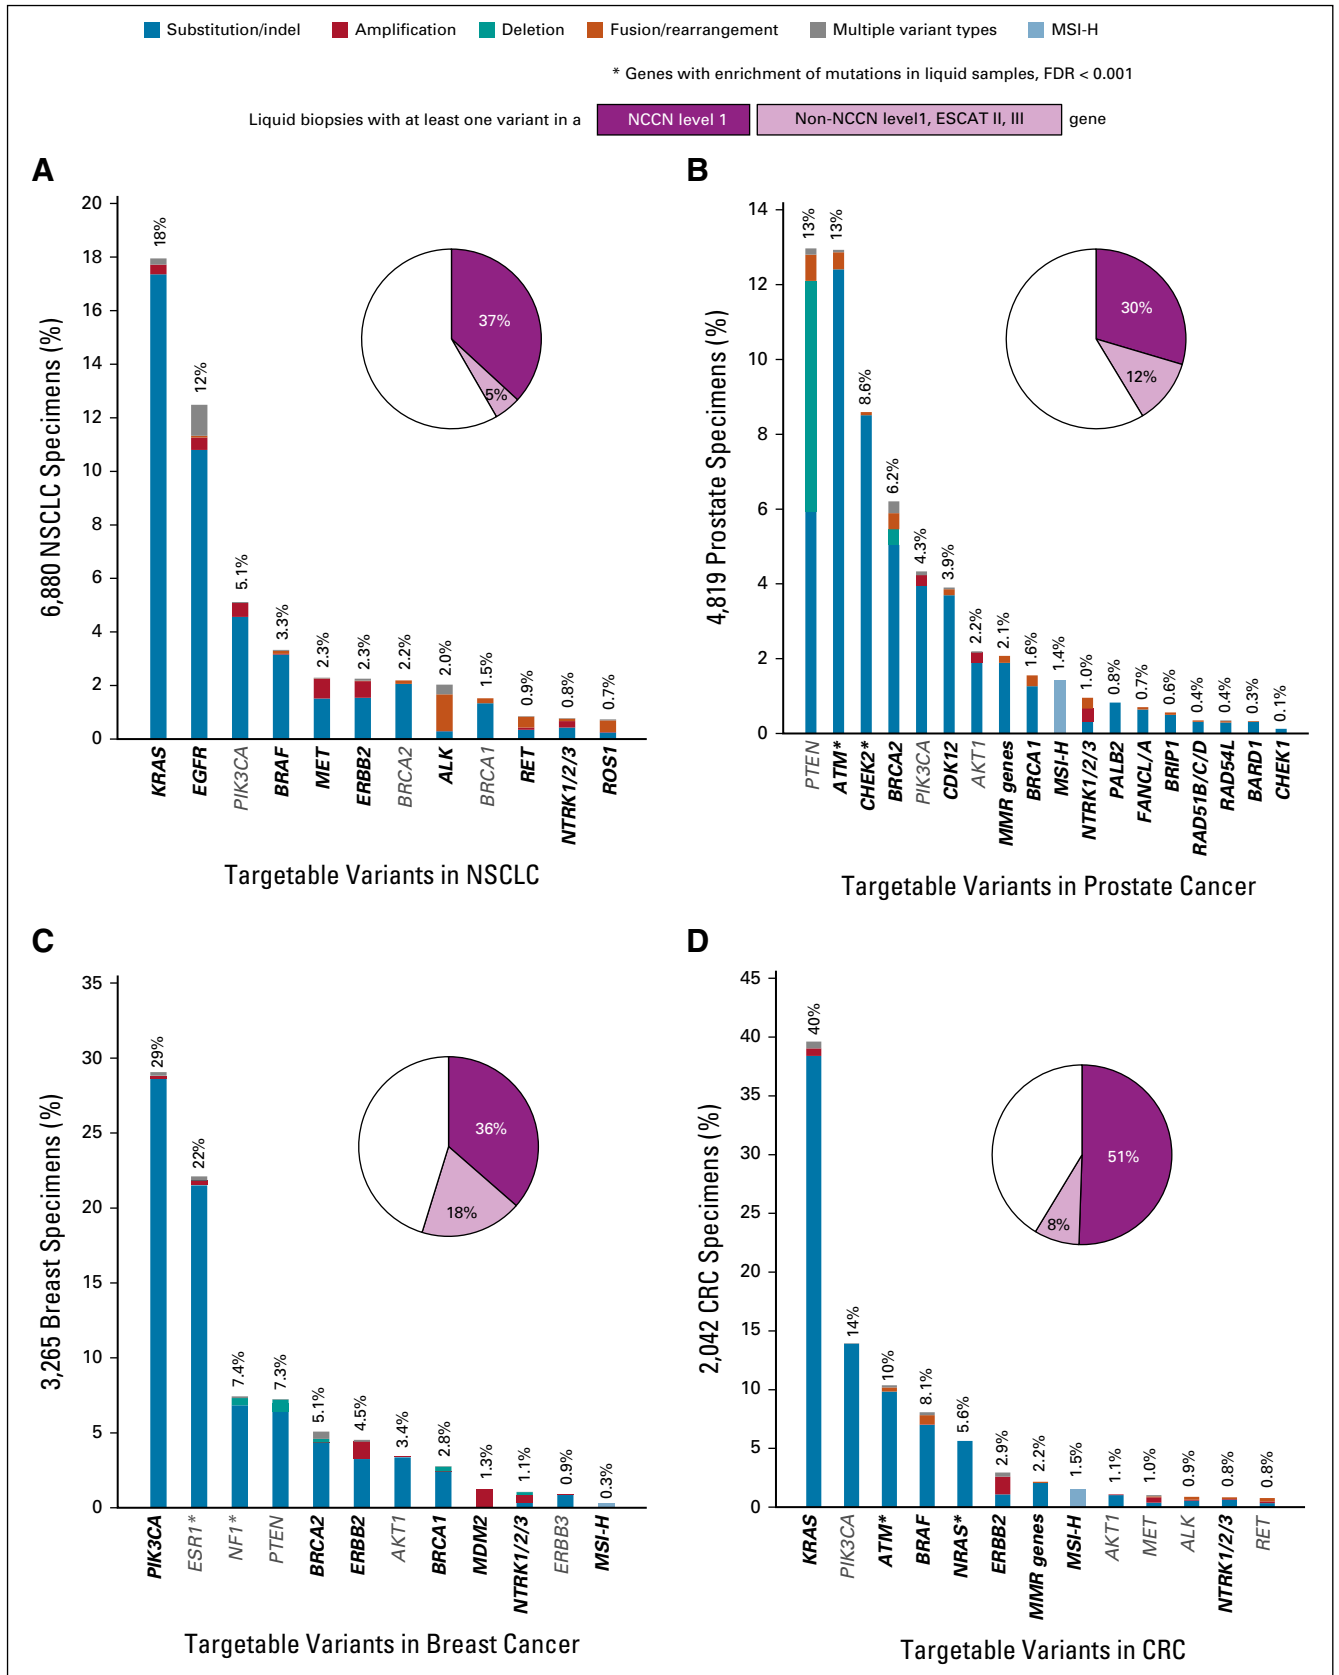 Substitution/indel Amplification Deletion Fusion/rearrangement Multiple variant types MSI-H
* Genes with enrichment of mutations in liquid samples, FDR < 0.001
Liquid biopsies with at least one variant in a NCCN level 1 Non-NCCN level1, ESCAT II, III gene
A
6,880 NSCLC Specimens (%)
20
18
16
14
12
10
8
6
4
2
0
18%
12%
5.1%
3.3%
2.3%
2.3%
2.2%
2.0%
1.5%
0.9%
0.8%
0.7%
37%
5%
KRAS
EGFR
PIK3CA
BRAF
MET
ERBB2
BRCA2
ALK
BRCA1
RET
NTRK1/2/3
ROS1
Targetable Variants in NSCLC
B
4,819 Prostate Specimens (%)
14
12
10
8
6
4
2
0
13%
13%
8.6%
6.2%
4.3%
3.9%
2.2%
2.1%
1.6%
1.4%
1.0%
0.8%
0.7%
0.6%
0.4%
0.4%
0.3%
0.1%
30%
12%
PTEN
ATM*
CHEK2*
BRCA2
PIK3CA
CDK12
AKT1
MMR genes
BRCA1
MSI-H
NTRK1/2/3
PALB2
FANCL/A
BRIP1
RAD51B/C/D
RAD54L
BARD1
CHEK1
Targetable Variants in Prostate Cancer
C
3,265 Breast Specimens (%)
35
30
25
20
15
10
5
0
29%
22%
7.4%
7.3%
5.1%
4.5%
3.4%
2.8%
1.3%
1.1%
0.9%
0.3%
36%
18%
PIK3CA
ESR1*
NF1*
PTEN
BRCA2
ERBB2
AKT1
BRCA1
MDM2
NTRK1/2/3
ERBB3
MSI-H
Targetable Variants in Breast Cancer
D
2,042 CRC Specimens (%)
45
40
35
30
25
20
15
10
5
0
40%
14%
10%
8.1%
5.6%
2.9%
2.2%
1.5%
1.1%
1.0%
0.9%
0.8%
0.8%
51%
8%
KRAS
PIK3CA
ATM*
BRAF
NRAS*
ERBB2
MMR genes
MSI-H
AKT1
MET
ALK
NTRK1/2/3
RET
Targetable Variants in CRC